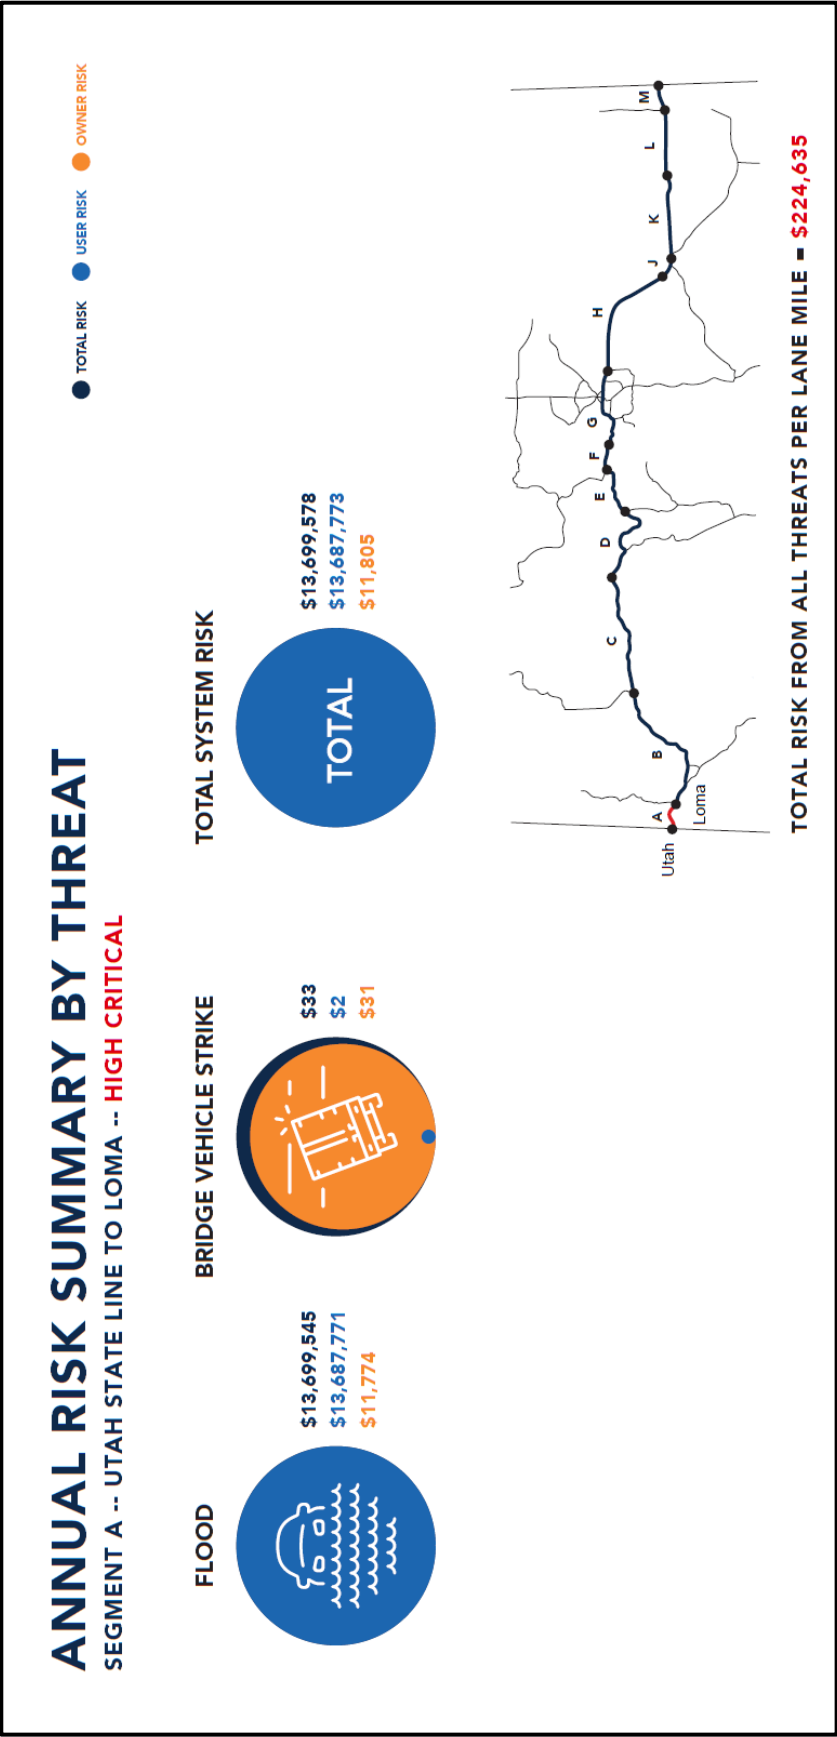 ANNUAL RISK SUMMARY BY THREAT
SEGMENT A -- UTAH STATE LINE TO LOMA -- HIGH CRITICAL
TOTAL RISK
USER RISK
OWNER RISK
FLOOD
$13,699,545
$13,687,771
$11,774
BRIDGE VEHICLE STRIKE
$33
$2
$31
TOTAL SYSTEM RISK
TOTAL
$13,699,578
$13,687,773
$11,805
Utah
A
Loma
B
C
D
E
F
G
H
J
K
L
M
TOTAL RISK FROM ALL THREATS PER LANE MILE = $224,635